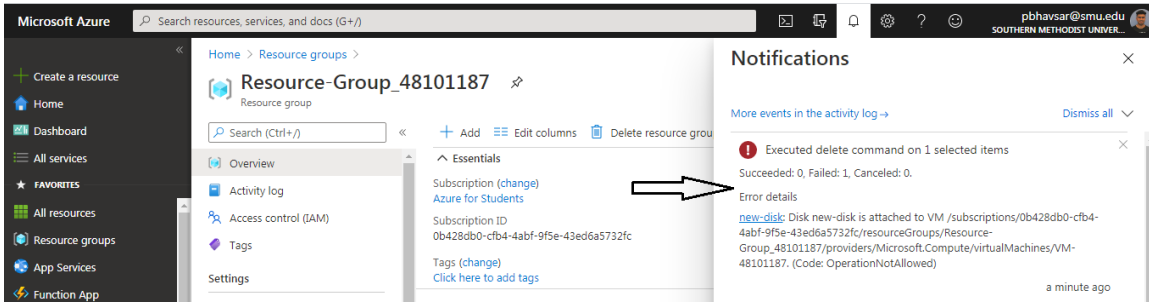 Microsoft Azure
Search resources, services, and docs (G+/)
pbhavsar@smu.edu
SOUTHERN METHODIST UNIVER...
Create a resource
Home
Dashboard
All services
FAVORITES
All resources
Resource groups
App Services
Function App
Home > Resource groups >
Resource-Group_48101187
Resource group
Search (Ctrl+/)
Overview
Activity log
Access control (IAM)
Tags
Settings
Add Edit columns Delete resource grou
Essentials
Subscription (change)
Azure for Students
Subscription ID
0b428db0-cfb4-4abf-9f5e-43ed6a5732fc
Tags (change)
Click here to add tags
Notifications
More events in the activity log → Dismiss all
Executed delete command on 1 selected items
Succeeded: 0, Failed: 1, Canceled: 0.
Error details
new-disk: Disk new-disk is attached to VM /subscriptions/0b428db0-cfb4-
4abf-9f5e-43ed6a5732fc/resourceGroups/Resource-
Group_48101187/providers/Microsoft.Compute/virtualMachines/VM-
48101187. (Code: OperationNotAllowed)
a minute ago